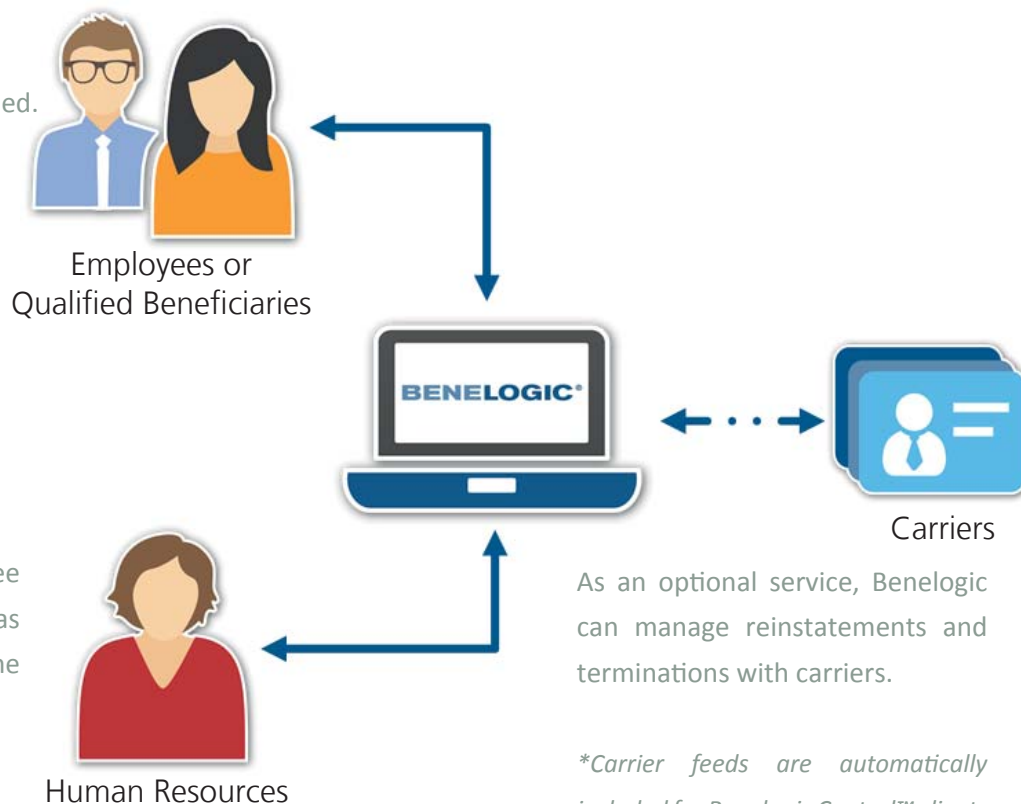 ed.
Employees or
Qualified Beneficiaries
BENELOGIC®
Carriers
ee
as
ne
Human Resources
As an optional service, Benelogic
can manage reinstatements and
terminations with carriers.
*Carrier feeds are automatically